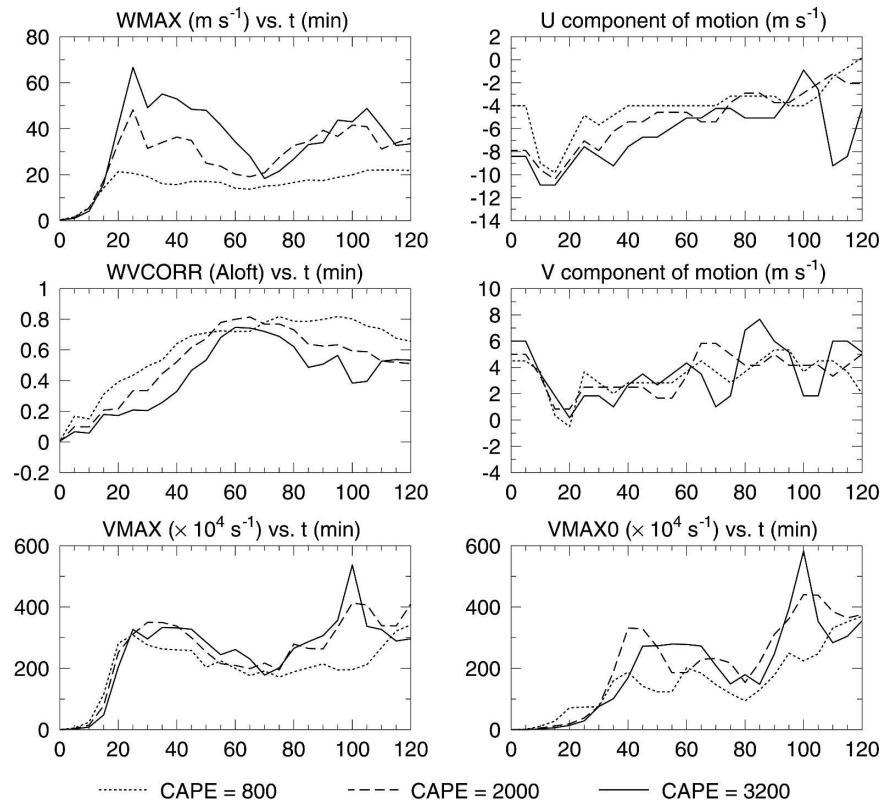 WMAX (m s⁻¹) vs. t (min)
80
60
40
20
0
0 20 40 60 80 100 120
U component of motion (m s⁻¹)
2
0
-2
-4
-6
-8
-10
-12
-14
0 20 40 60 80 100 120
WVCORR (Aloft) vs. t (min)
1
0.8
0.6
0.4
0.2
0
-0.2
0 20 40 60 80 100 120
V component of motion (m s⁻¹)
10
8
6
4
2
0
-2
-4
0 20 40 60 80 100 120
VMAX (× 10⁴ s⁻¹) vs. t (min)
600
400
200
0
0 20 40 60 80 100 120
VMAX0 (× 10⁴ s⁻¹) vs. t (min)
600
400
200
0
0 20 40 60 80 100 120
CAPE = 800 CAPE = 2000 CAPE = 3200